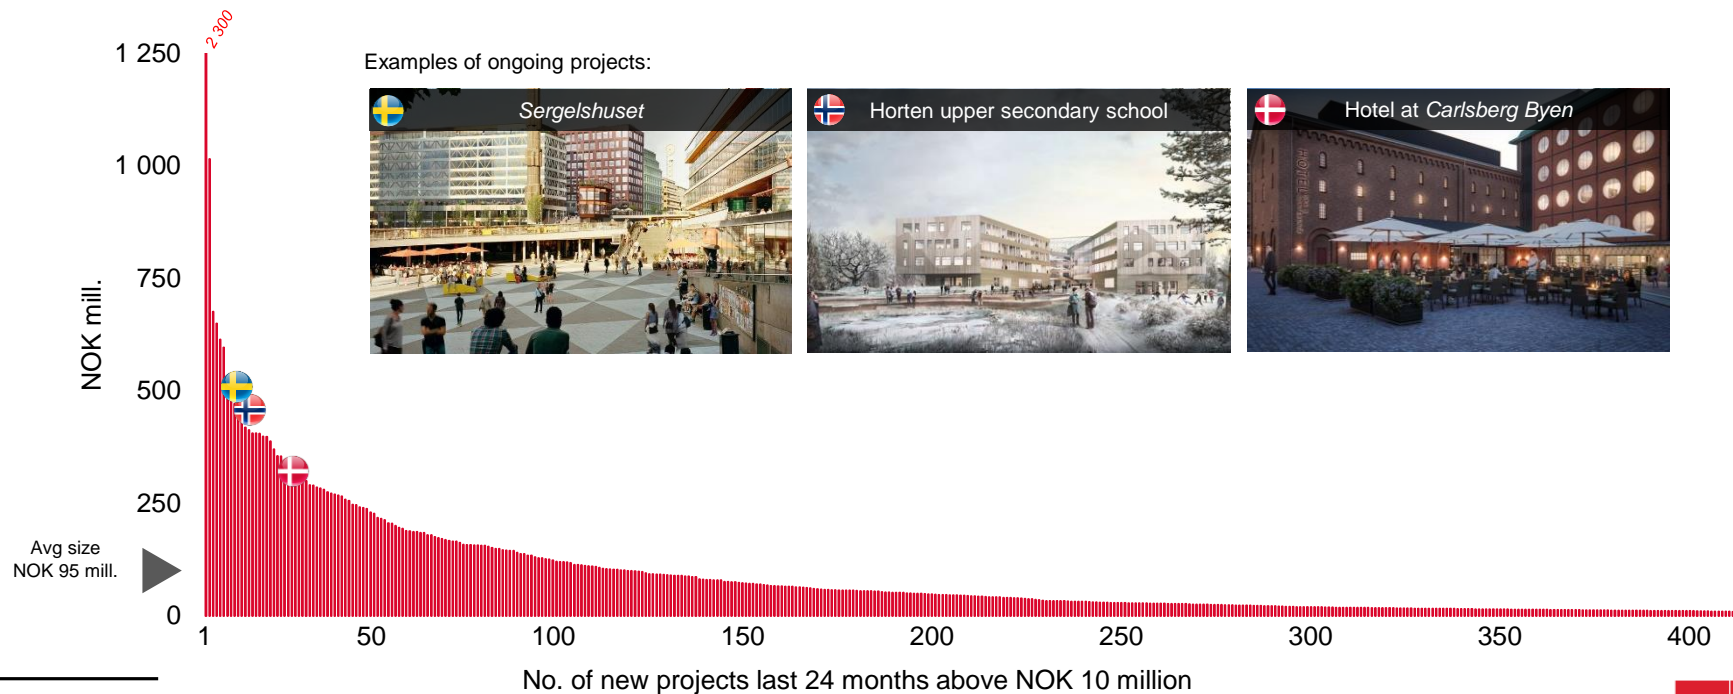 2 300
1 250
1 000
750
500
250
0
NOK mill.
Avg size
NOK 95 mill.
Examples of ongoing projects:
Sergelshuset
Horten upper secondary school
Hotel at Carlsberg Byen
HOTEL
1
50
100
150
200
250
300
350
400
No. of new projects last 24 months above NOK 10 million